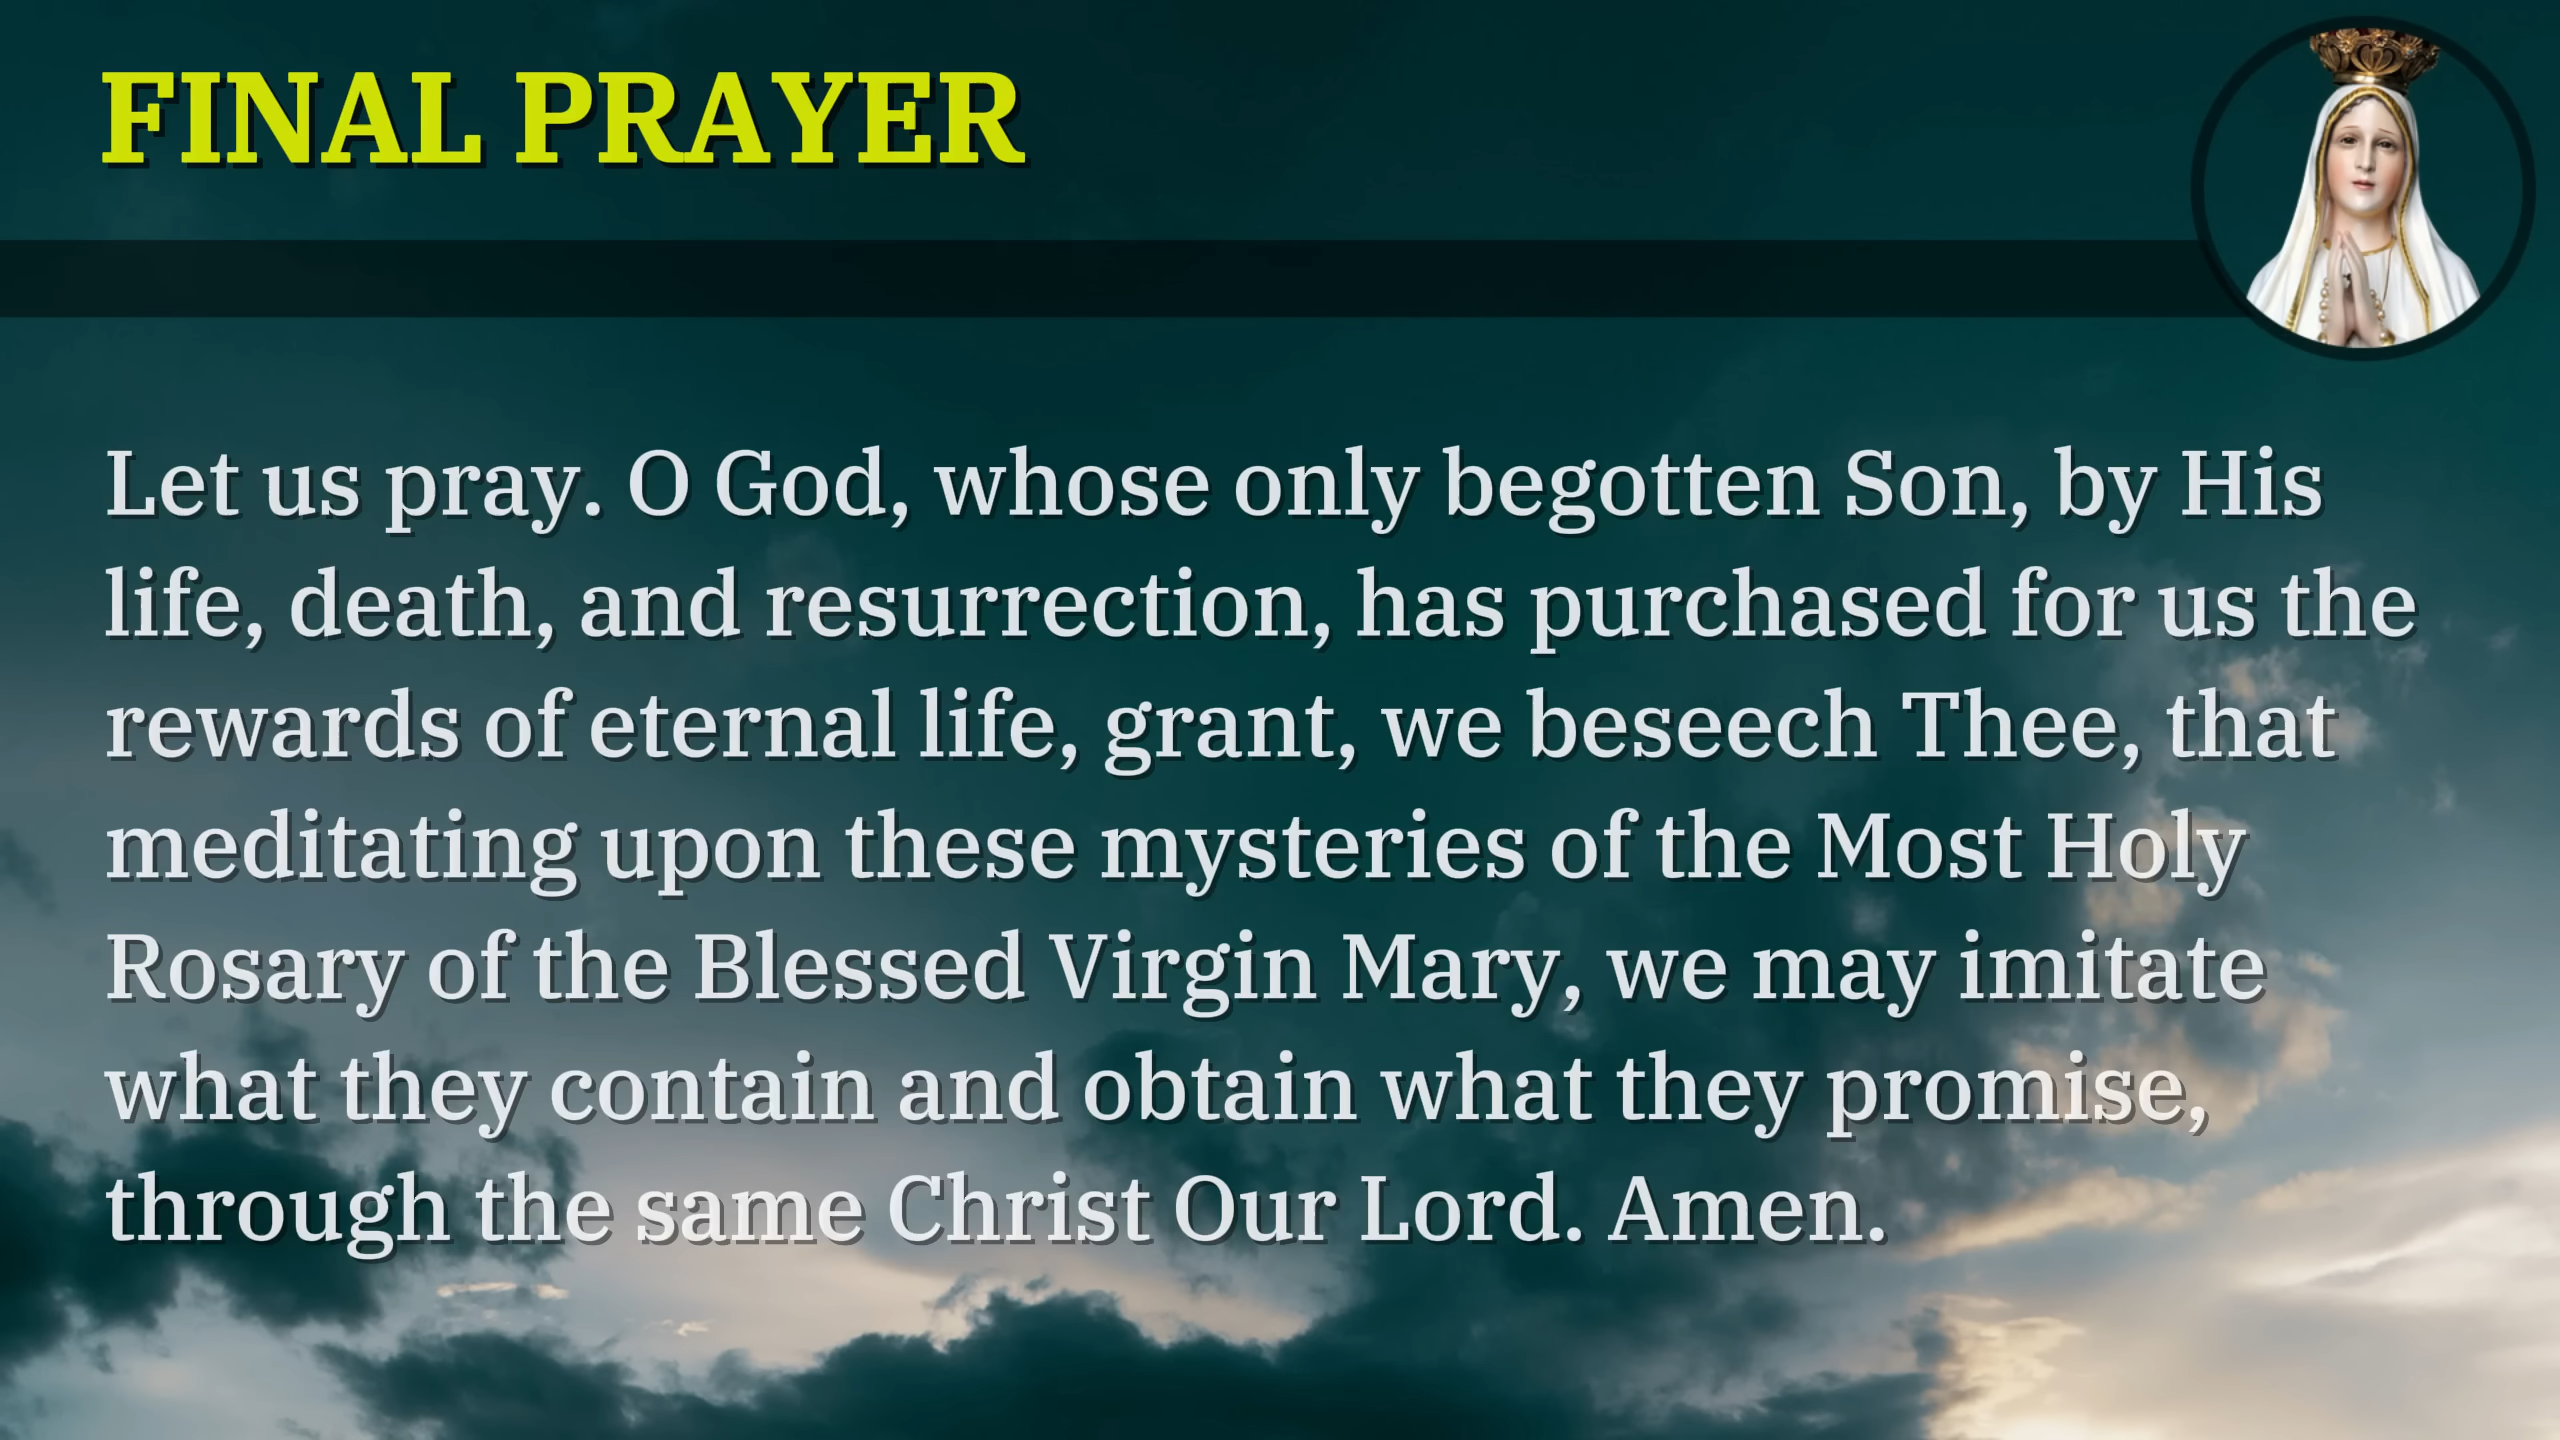 FINAL PRAYER
Let us pray. O God, whose only begotten Son, by His
life, death, and resurrection, has purchased for us the
rewards of eternal life, grant, we beseech Thee, that
meditating upon these mysteries of the Most Holy
Rosary of the Blessed Virgin Mary, we may imitate
what they contain and obtain what they promise,
through the same Christ Our Lord. Amen.